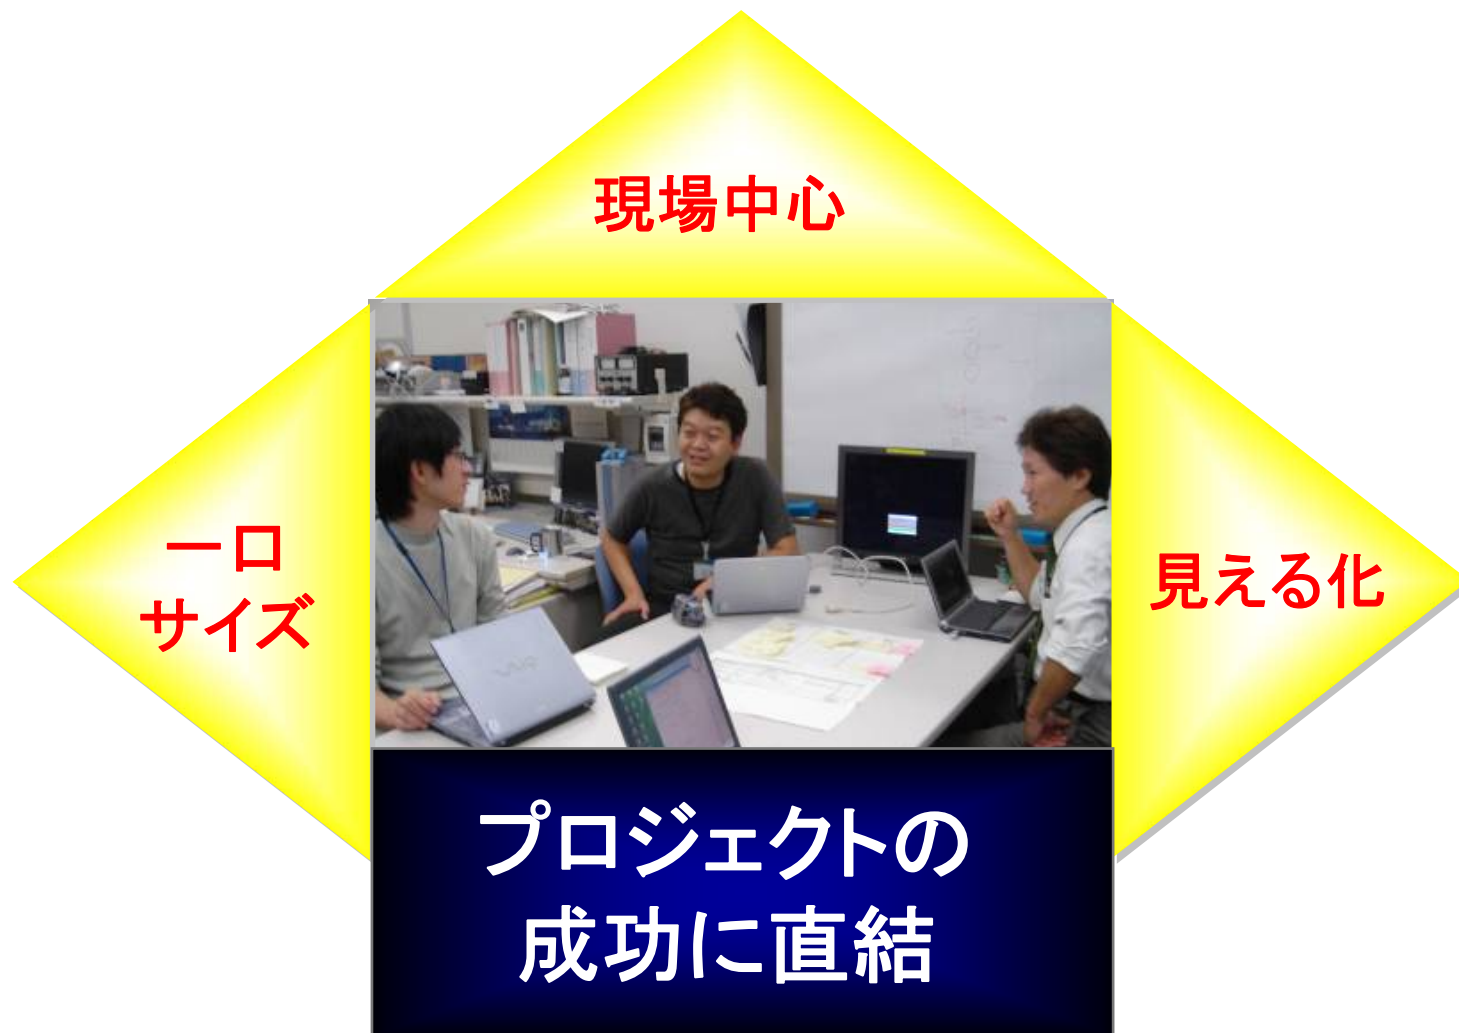 現場中心
一口
サイズ
見える化
プロジェクトの
成功に直結